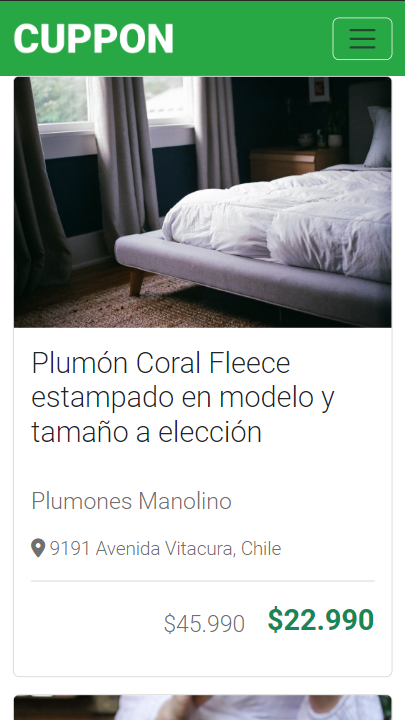 CUPPON
Plumón Coral Fleece
estampado en modelo y
tamaño a elección
Plumones Manolino
9191 Avenida Vitacura, Chile
$45.990 $22.990